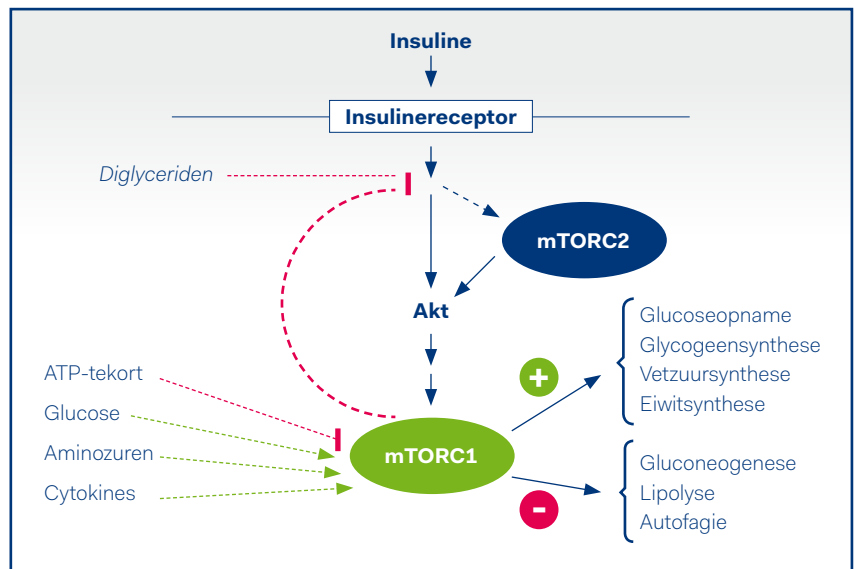 Insuline
Insulinereceptor
Diglyceriden
mTORC2
Akt
ATP-tekort
Glucose
Aminozuren
Cytokines
mTORC1
+
Glucoseopname
Glycogeensynthese
Vetzuursynthese
Eiwitsynthese
-
Gluconeogenese
Lipolyse
Autofagie